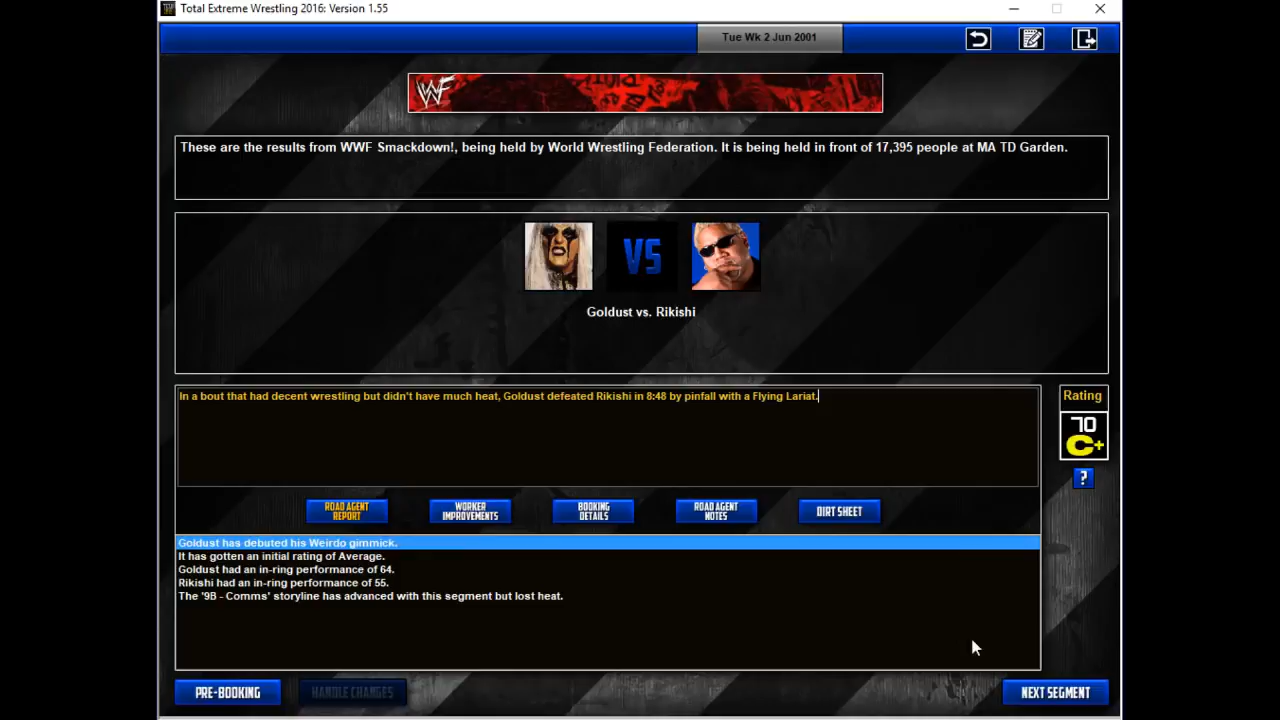 Total Extreme Wrestling 2016: Version 1.55
Tue Wk 2 Jun 2001
These are the results from WWF Smackdown!, being held by World Wrestling Federation. It is being held in front of 17,395 people at MA TD Garden.
VS
Goldust vs. Rikishi
In a bout that had decent wrestling but didn't have much heat, Goldust defeated Rikishi in 8:48 by pinfall with a Flying Lariat.
Rating
70
C+
?
ROAD AGENT
REPORT
WORKER
IMPROVEMENTS
BOOKING
DETAILS
ROAD AGENT
NOTES
DIRT SHEET
Goldust has debuted his Weirdo gimmick.
It has gotten an initial rating of Average.
Goldust had an in-ring performance of 64.
Rikishi had an in-ring performance of 55.
The '9B - Comms' storyline has advanced with this segment but lost heat.
PRE-BOOKING
HANDLE CHANGES
NEXT SEGMENT